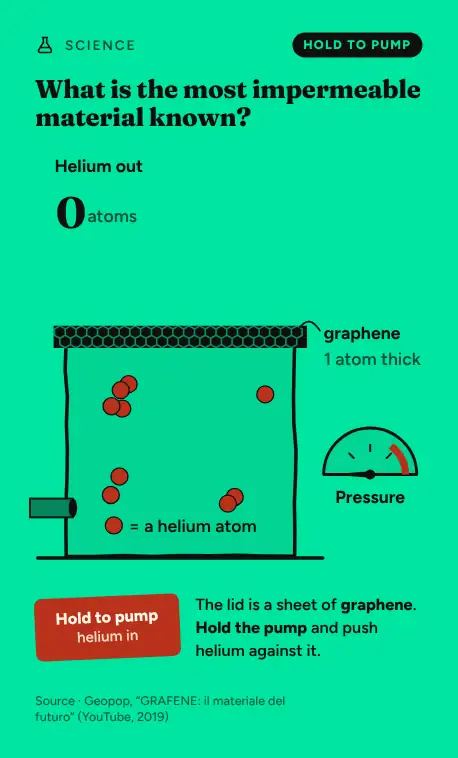 SCIENCE
HOLD TO PUMP
What is the most impermeable
material known?
Helium out
0 atoms
graphene
1 atom thick
Pressure
= a helium atom
Hold to pump
helium in
The lid is a sheet of graphene.
Hold the pump and push
helium against it.
Source · Geopop, “GRAFENE: il materiale del
futuro” (YouTube, 2019)